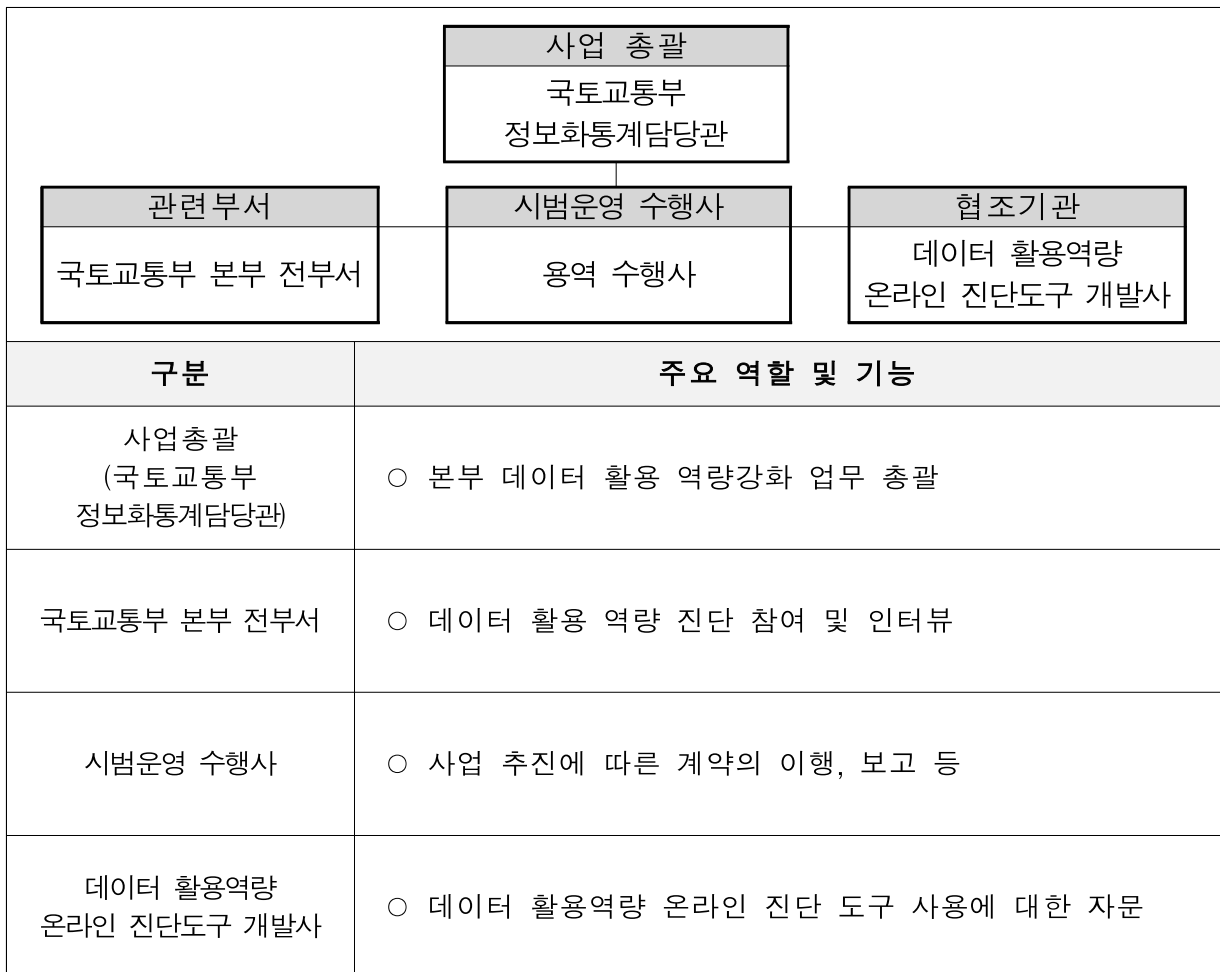 사업 총괄
국토교통부
정보화통계담당관
관련부서
국토교통부 본부 전부서
시범운영 수행사
용역 수행사
협조기관
데이터 활용역량
온라인 진단도구 개발사
구분
주요 역할 및 기능
사업총괄
(국토교통부
정보화통계담당관)
○ 본부 데이터 활용 역량강화 업무 총괄
국토교통부 본부 전부서
○ 데이터 활용 역량 진단 참여 및 인터뷰
시범운영 수행사
○ 사업 추진에 따른 계약의 이행, 보고 등
데이터 활용역량
온라인 진단도구 개발사
○ 데이터 활용역량 온라인 진단 도구 사용에 대한 자문